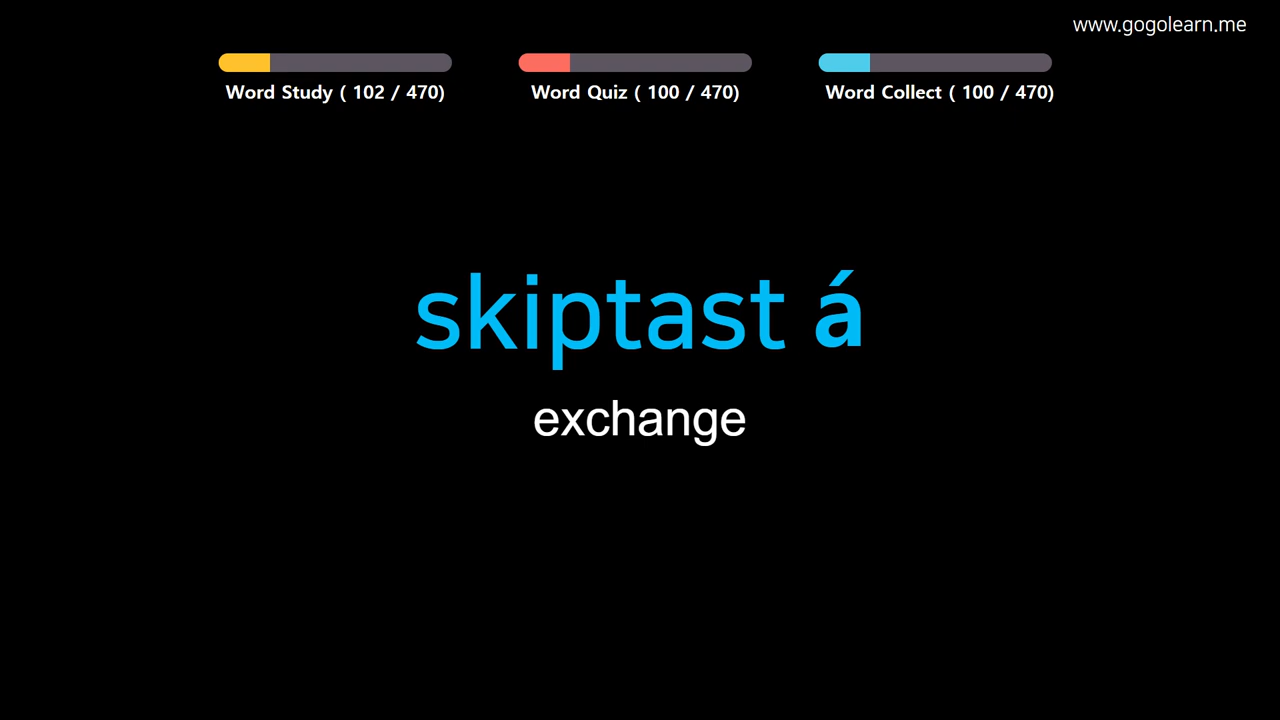 www.gogolearn.me
Word Study ( 102 / 470)
Word Quiz ( 100 / 470)
Word Collect ( 100 / 470)
skiptast á
exchange